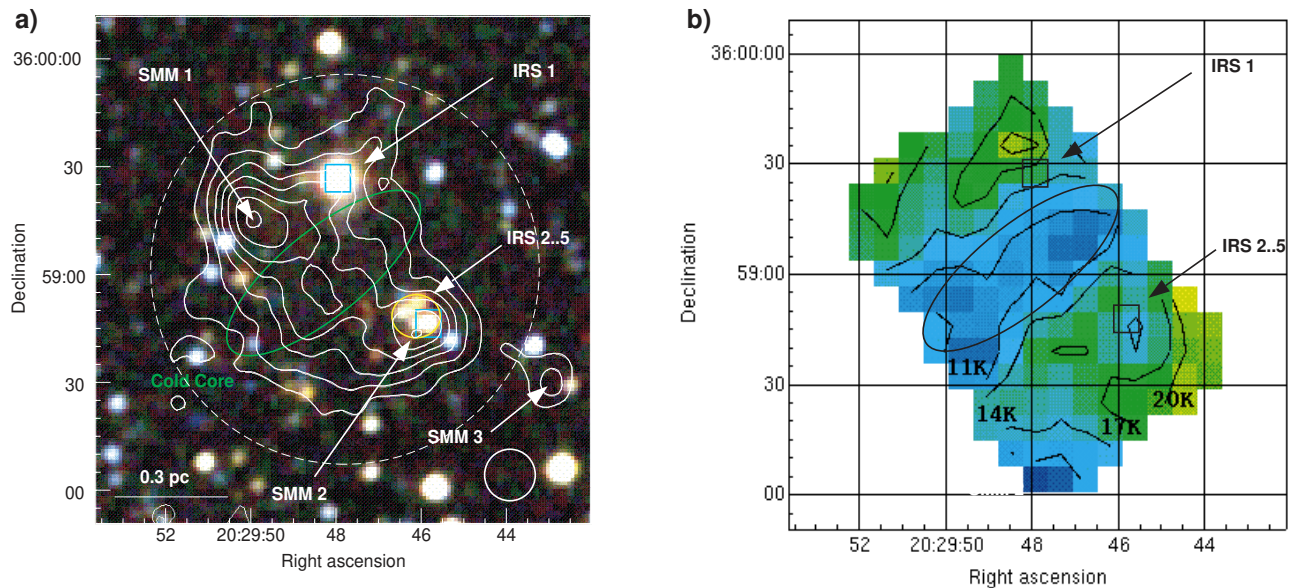 a)
SMM 1
IRS 1
IRS 2..5
Cold Core
SMM 3
SMM 2
0.3 pc
36:00:00
30
59:00
30
00
Declination
52
20:29:50
48
46
44
Right ascension
b)
IRS 1
IRS 2..5
11K
14K
17K
20K
36:00:00
30
59:00
30
00
Declination
52
20:29:50
48
46
44
Right ascension